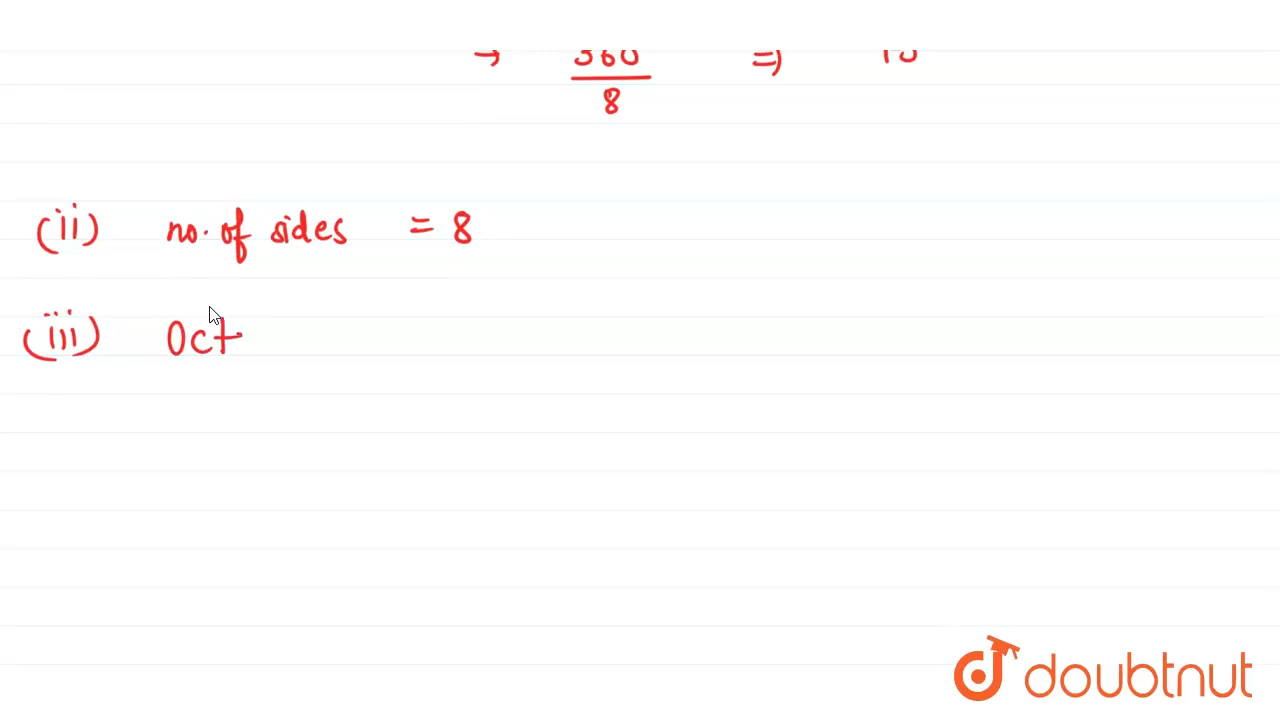 → 360 ⇒
8
(ii) no. of sides = 8
(iii) Oct
doubtnut